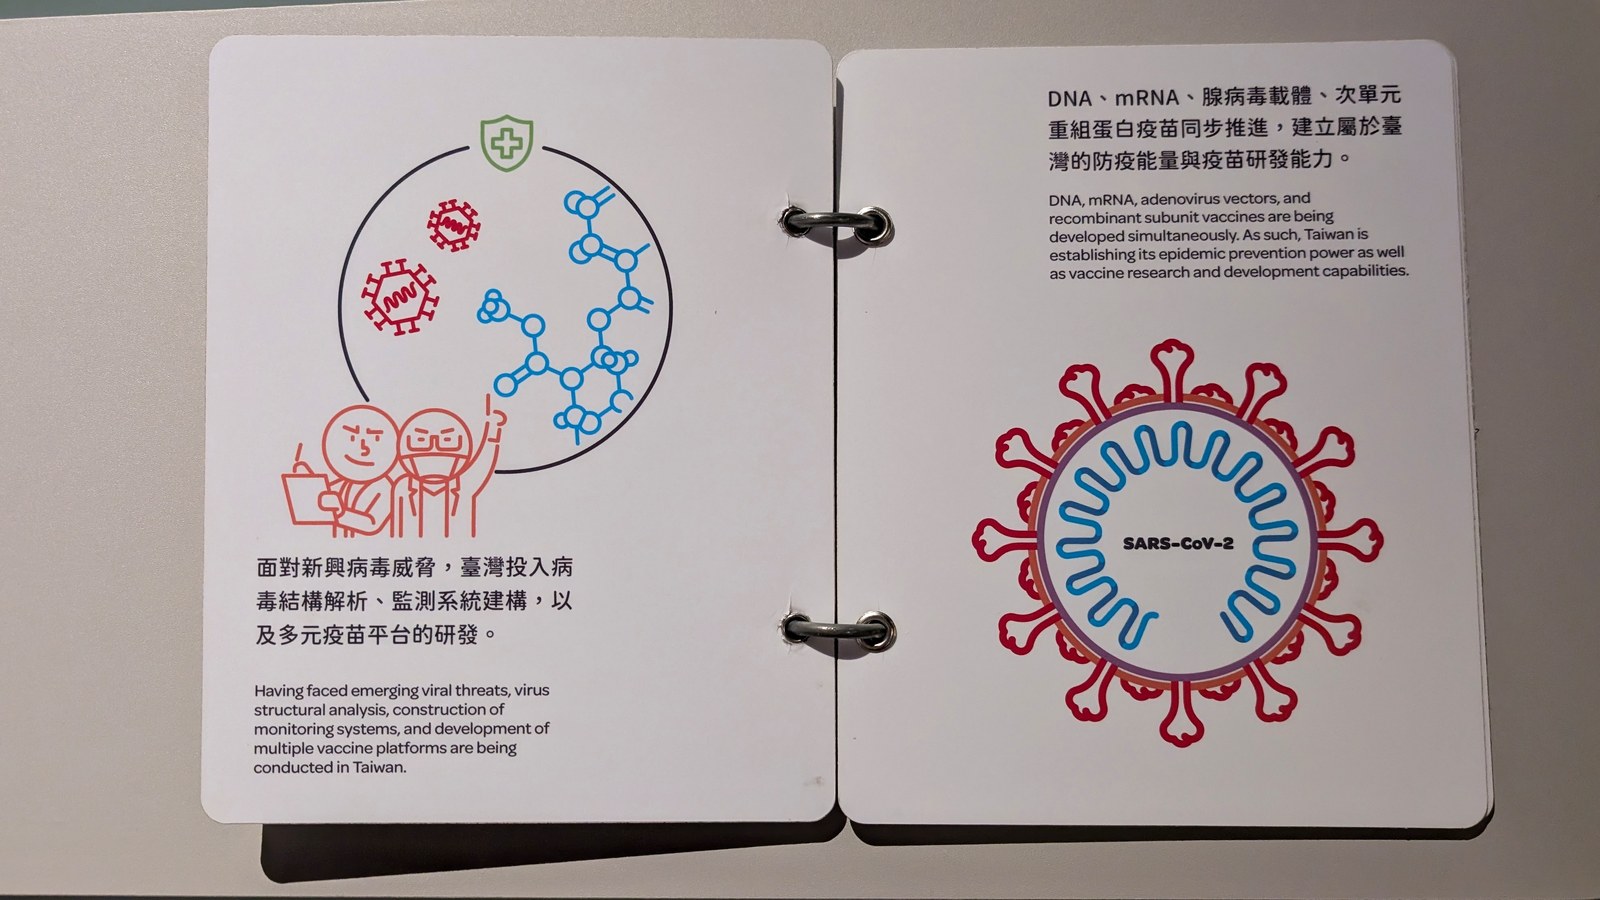 面對新興病毒威脅，臺灣投入病
毒結構解析、監測系統建構，以
及多元疫苗平台的研發。
Having faced emerging viral threats, virus
structural analysis, construction of
monitoring systems, and development of
multiple vaccine platforms are being
conducted in Taiwan.
DNA、mRNA、腺病毒載體、次單元
重組蛋白疫苗同步推進，建立屬於臺
灣的防疫能量與疫苗研發能力。
DNA, mRNA, adenovirus vectors, and
recombinant subunit vaccines are being
developed simultaneously. As such, Taiwan is
establishing its epidemic prevention power as well
as vaccine research and development capabilities.
SARS-CoV-2